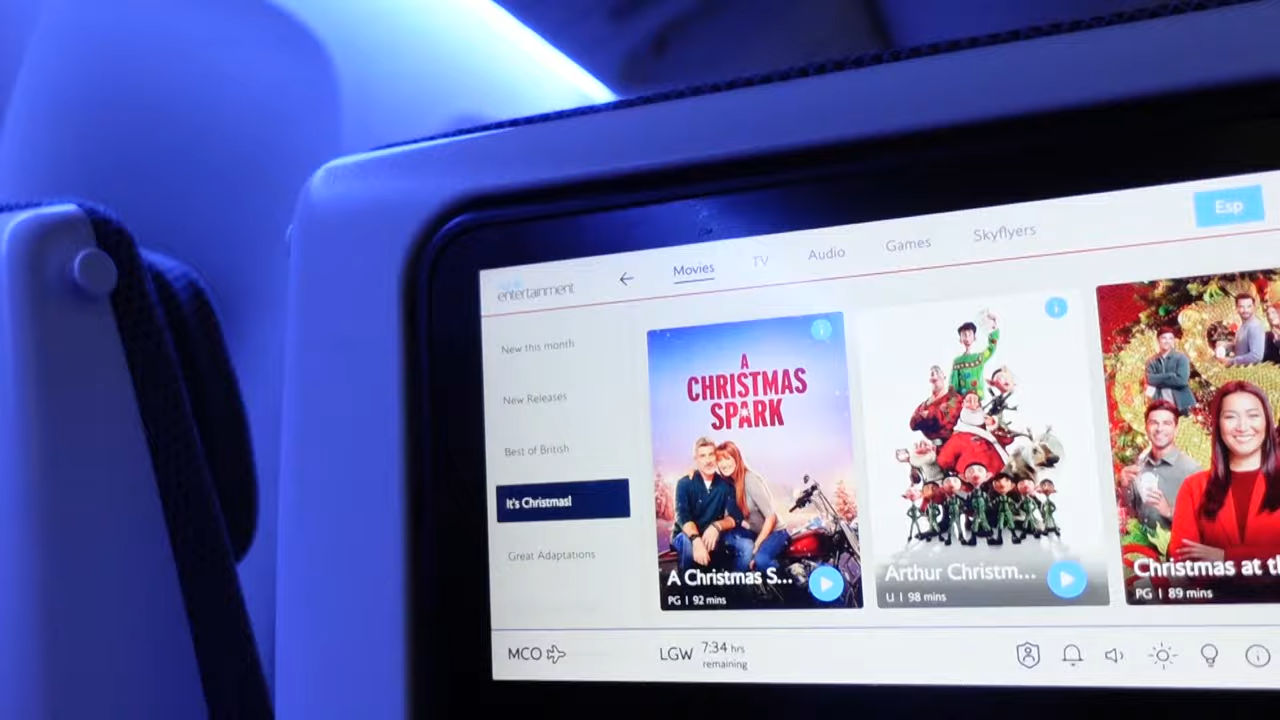 entertainment
Movies
TV
Audio
Games
Skyflyers
Esp
New this month
New Releases
Best of British
It's Christmas!
Great Adaptations
A
CHRISTMAS
SPARK
A Christmas S...
PG | 92 mins
Arthur Christm...
U | 98 mins
Christmas at t
PG | 89 mins
MCO
LGW
7:34 hrs
remaining